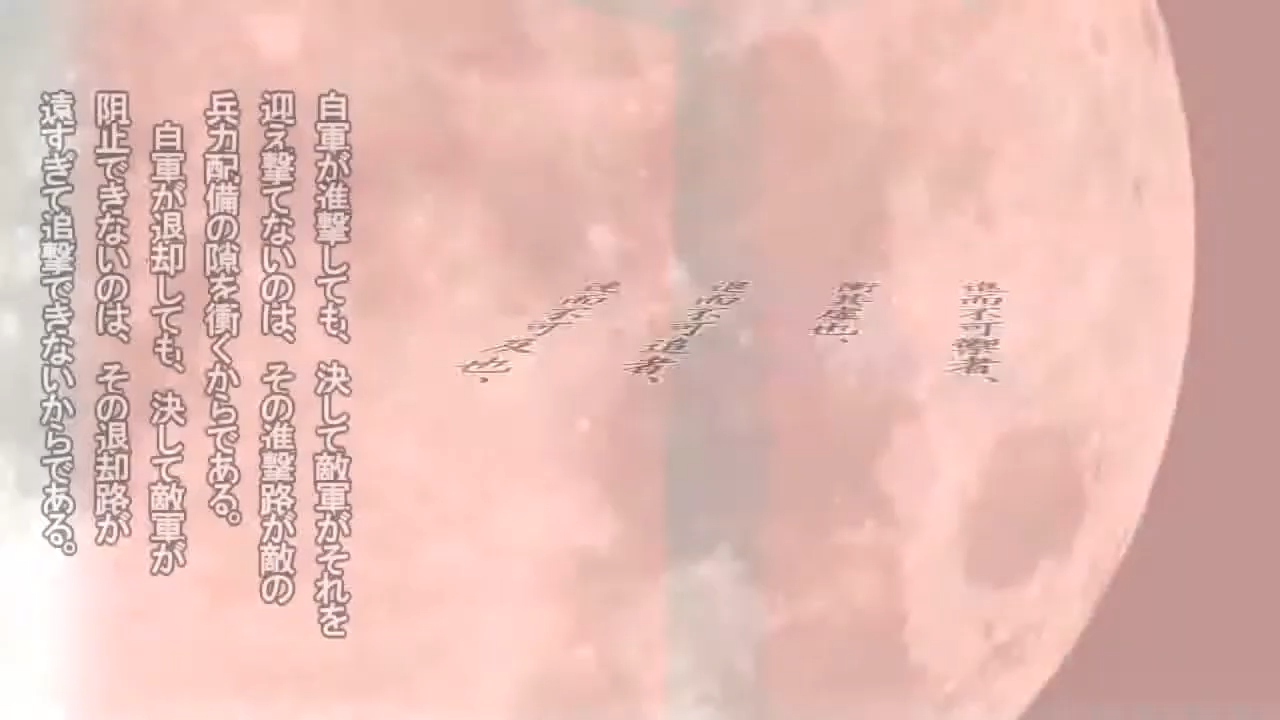 進而不可禦者、
衝其虚也、
退而不可追者、
遠而不可及也、
自軍が進撃しても、決して敵軍がそれを
迎え撃てないのは、その進撃路が敵の
兵力配備の隙を衝くからである。
自軍が退却しても、決して敵軍が
阻止できないのは、その退却路が
遠すぎて追撃できないからである。